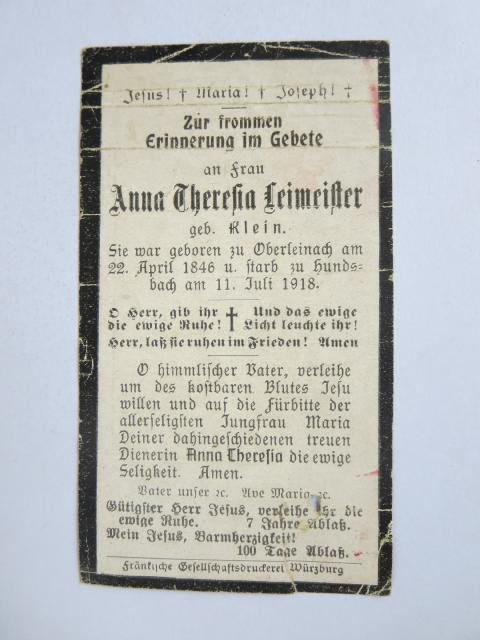 Jesus! † Maria! † Joseph! †
Zur frommen
Erinnerung im Gebete
an Frau
Anna Theresia Leimeister
geb. Klein.
Sie war geboren zu Oberleinach am
22. April 1846 u. starb zu Hunds-
bach am 11. Juli 1918.
O Herr, gib ihr † Und das ewige
die ewige Ruhe! Licht leuchte ihr!
Herr, laß sie ruhen im Frieden! Amen
O himmlischer Vater, verleihe
um des kostbaren Blutes Jesu
willen und auf die Fürbitte der
allerseligsten Jungfrau Maria
Deiner dahingeschiedenen treuen
Dienerin Anna Theresia die ewige
Seligkeit. Amen.
Vater unser ꝛc. Ave Maria ꝛc.
Gütigster Herr Jesus, verleihe ihr die
ewige Ruhe. 7 Jahre Ablaß.
Mein Jesus, Barmherzigkeit!
100 Tage Ablaß.
Fränkische Gesellschaftsdruckerei Würzburg